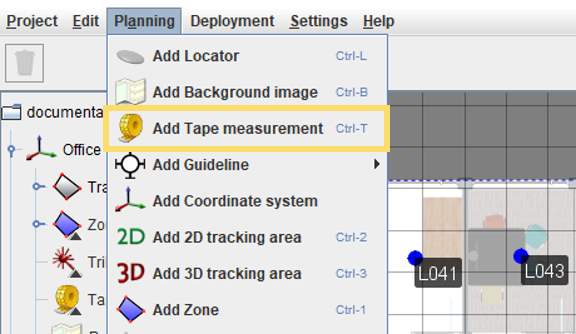 Project Edit Planning Deployment Settings Help
Add Locator Ctrl-L
Add Background image Ctrl-B
documenta
Add Tape measurement Ctrl-T
Office
Add Guideline
Tra
Add Coordinate system
Zo
Add 2D tracking area Ctrl-2
2D
Tri
Add 3D tracking area Ctrl-3
3D
L041
L043
Ta
Add Zone Ctrl-1